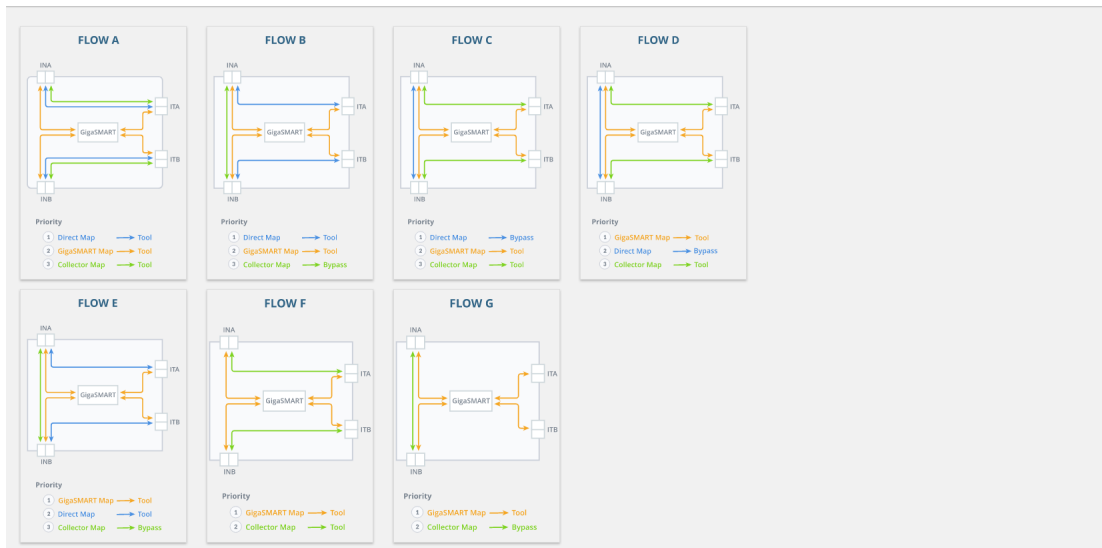 FLOW A
INA
ITA
GigaSMART
ITB
INB
Priority
1 Direct Map Tool
2 GigaSMART Map Tool
3 Collector Map Tool
FLOW B
INA
ITA
GigaSMART
ITB
INB
Priority
1 Direct Map Tool
2 GigaSMART Map Tool
3 Collector Map Bypass
FLOW C
INA
ITA
GigaSMART
ITB
INB
Priority
1 Direct Map Bypass
2 GigaSMART Map Tool
3 Collector Map Tool
FLOW D
INA
ITA
GigaSMART
ITB
INB
Priority
1 GigaSMART Map Tool
2 Direct Map Bypass
3 Collector Map Tool
FLOW E
INA
ITA
GigaSMART
ITB
INB
Priority
1 GigaSMART Map Tool
2 Direct Map Tool
3 Collector Map Bypass
FLOW F
INA
ITA
GigaSMART
ITB
INB
Priority
1 GigaSMART Map Tool
2 Collector Map Tool
FLOW G
INA
ITA
GigaSMART
ITB
INB
Priority
1 GigaSMART Map Tool
2 Collector Map Bypass